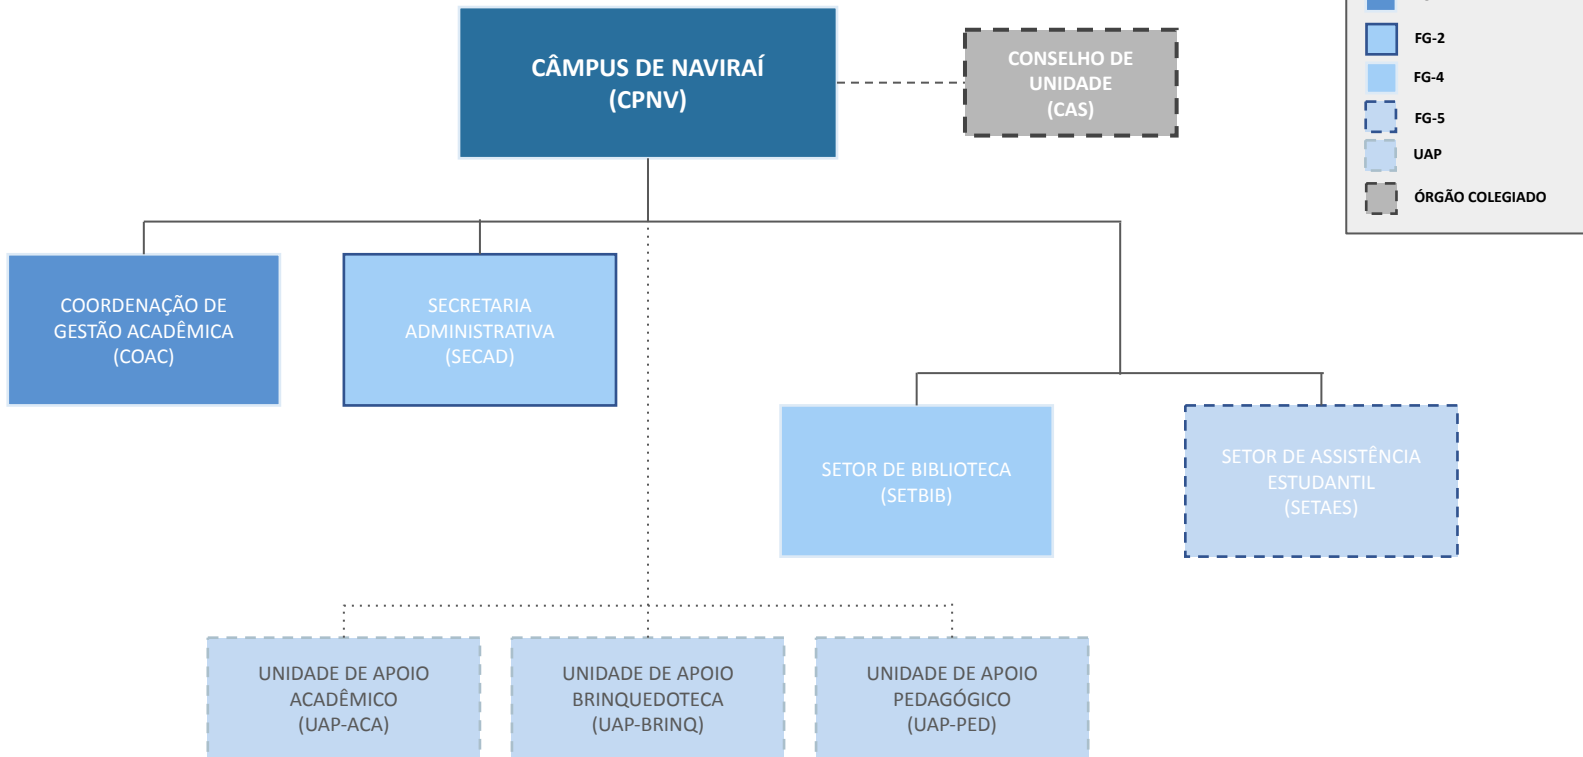 CÂMPUS DE NAVIRAÍ
(CPNV)
CONSELHO DE
UNIDADE
(CAS)
FG-2
FG-4
FG-5
UAP
ÓRGÃO COLEGIADO
COORDENAÇÃO DE
GESTÃO ACADÊMICA
(COAC)
SECRETARIA
ADMINISTRATIVA
(SECAD)
SETOR DE BIBLIOTECA
(SETBIB)
SETOR DE ASSISTÊNCIA
ESTUDANTIL
(SETAES)
UNIDADE DE APOIO
ACADÊMICO
(UAP-ACA)
UNIDADE DE APOIO
BRINQUEDOTECA
(UAP-BRINQ)
UNIDADE DE APOIO
PEDAGÓGICO
(UAP-PED)